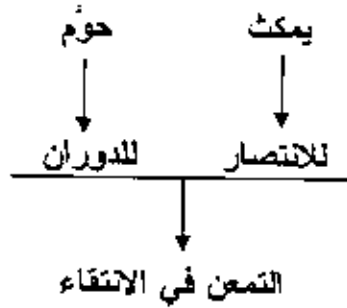 يمكث حوّم
للانتصار للدوران
التمعن في الانتقاء